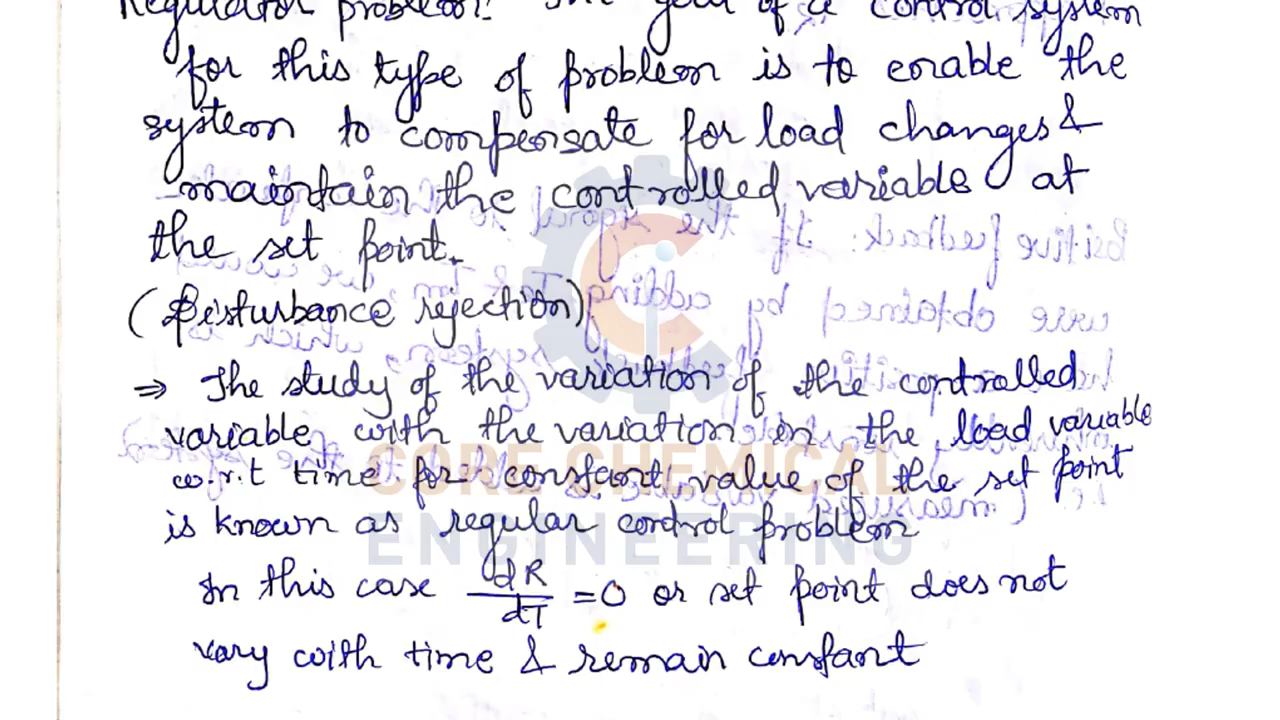 Regulator problem: The goal of a control system
for this type of problem is to enable the
system to compensate for load changes &
maintain the controlled variable at
the set point.
(Disturbance rejection)
⇒ The study of the variation of the controlled
variable with the variation in the load variable
w.r.t time for constant value of the set point
is known as regular control problem
In this case dR/dT = 0 or set point does not
vary with time & remain constant
CORE CHEMICAL
ENGINEERING